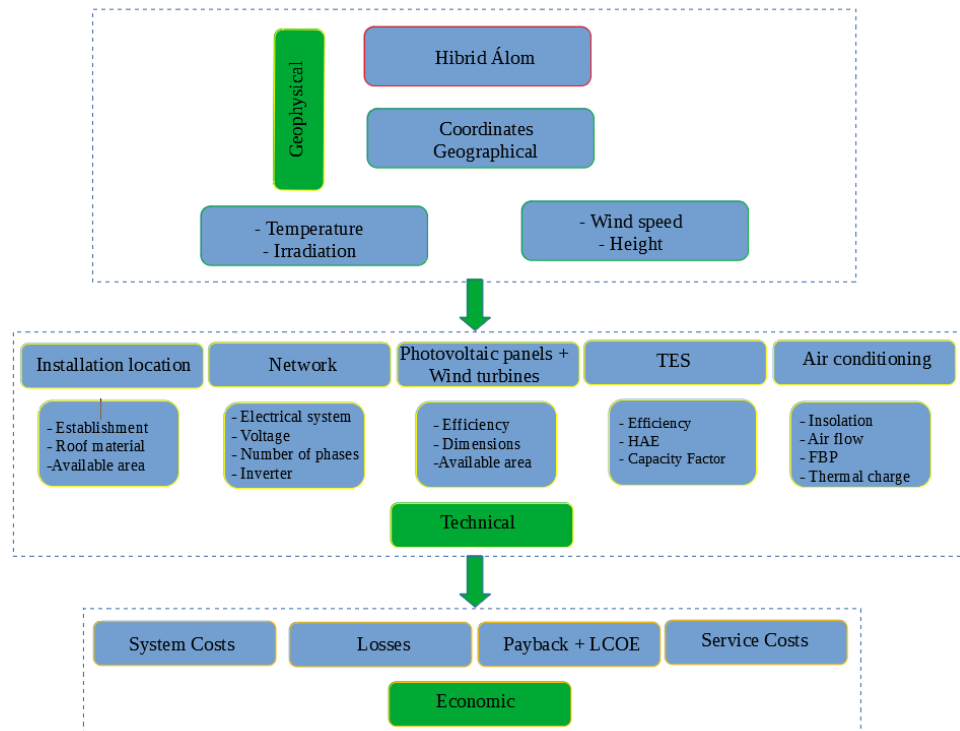 Geophysical
Hibrid Álom
Coordinates
Geographical
- Temperature
- Irradiation
- Wind speed
- Height
Installation location
Network
Photovoltaic panels +
Wind turbines
TES
Air conditioning
- Establishment
- Roof material
-Available area
- Electrical system
- Voltage
- Number of phases
- Inverter
- Efficiency
- Dimensions
-Available area
- Efficiency
- HAE
- Capacity Factor
- Insolation
- Air flow
- FBP
- Thermal charge
Technical
System Costs
Losses
Payback + LCOE
Service Costs
Economic